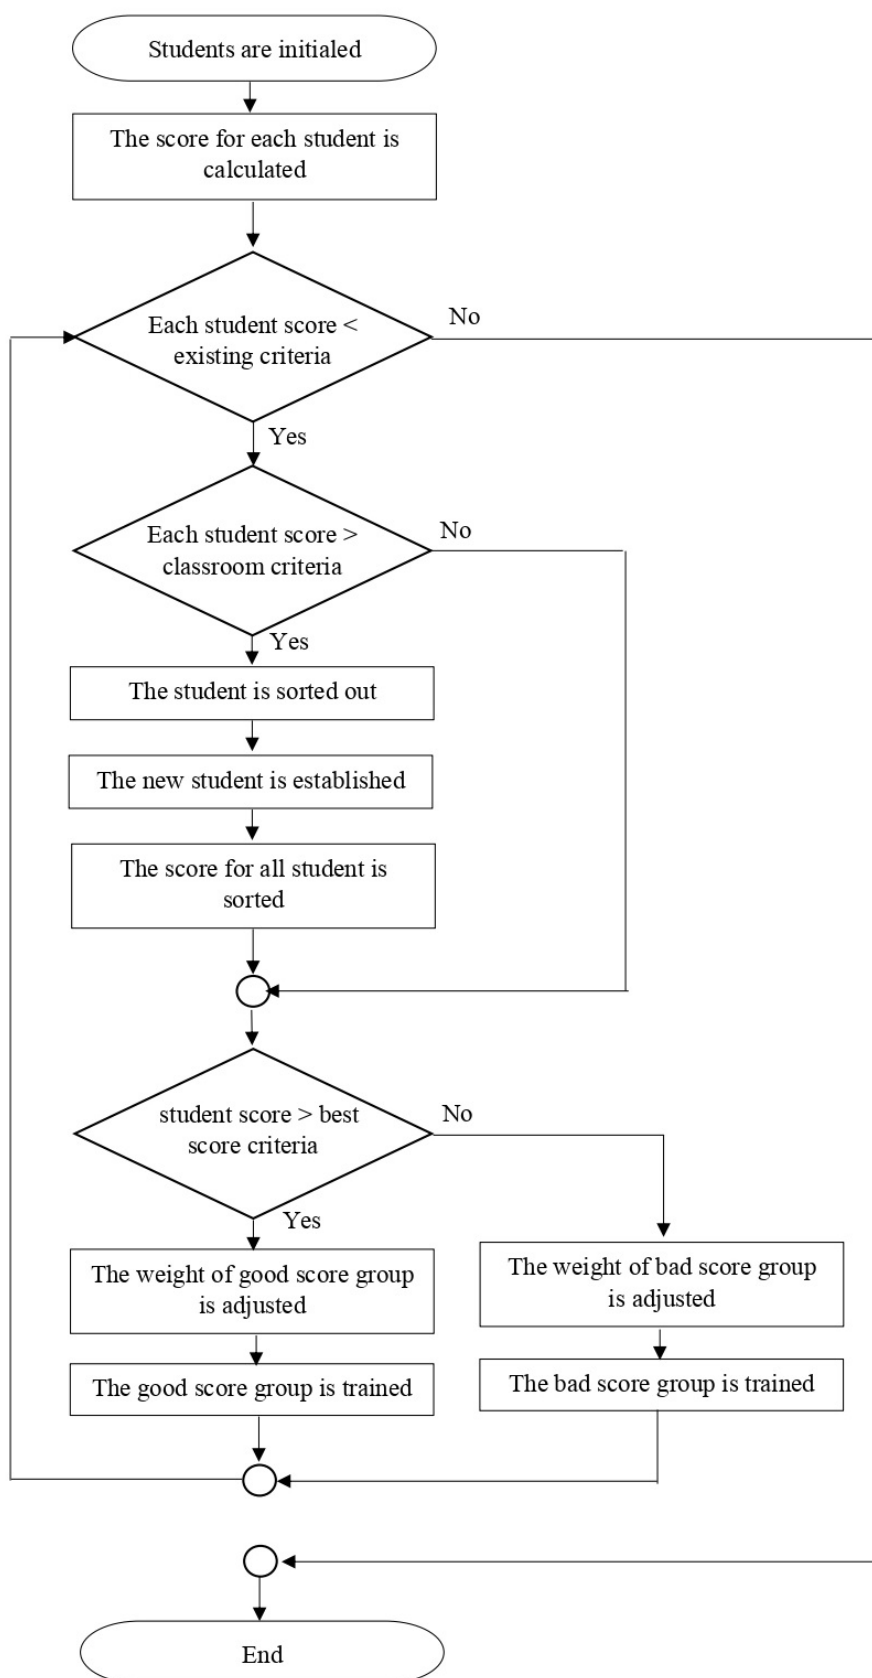 Students are initialed
The score for each student is
calculated
Each student score <
existing criteria
No
Yes
Each student score >
classroom criteria
No
Yes
The student is sorted out
The new student is established
The score for all student is
sorted
student score > best
score criteria
No
Yes
The weight of good score group
is adjusted
The weight of bad score group
is adjusted
The good score group is trained
The bad score group is trained
End